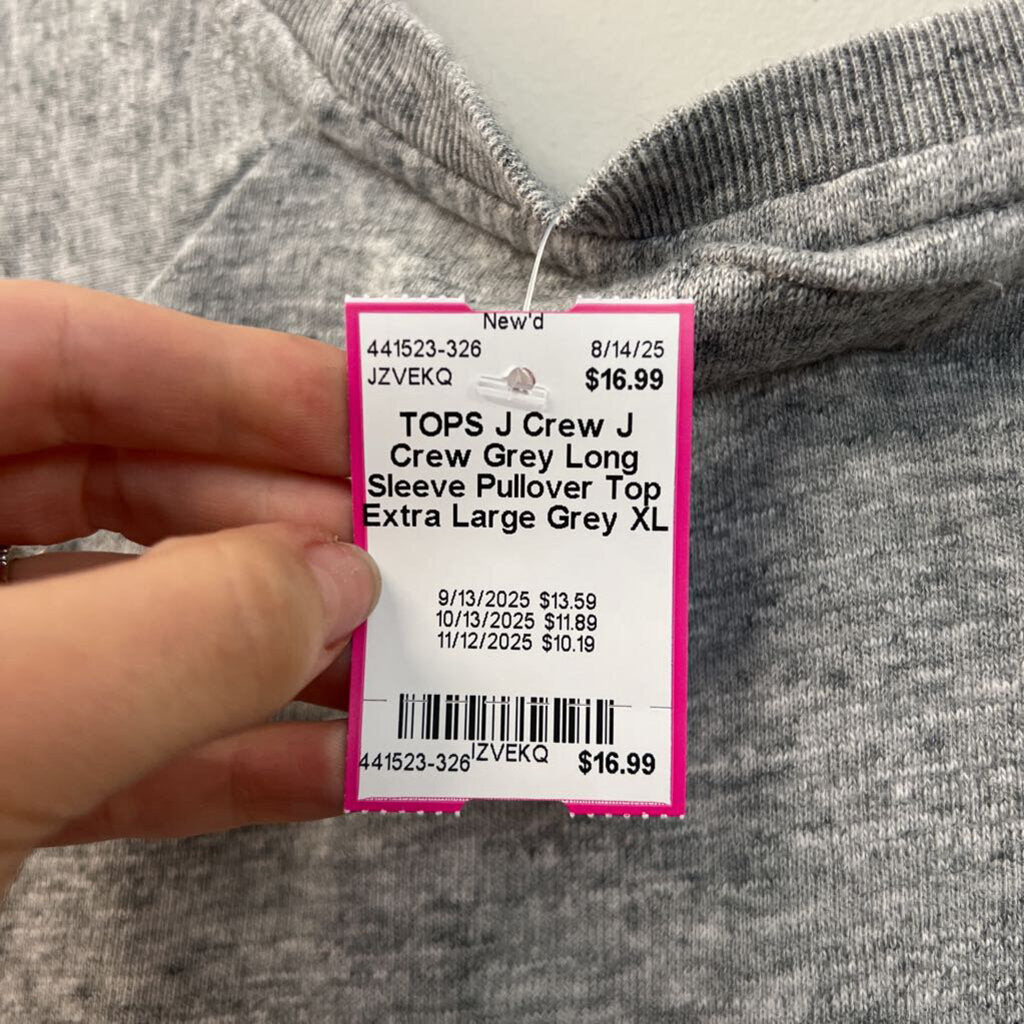 New'd
441523-326 8/14/25
JZVEKQ $16.99
TOPS J Crew J
Crew Grey Long
Sleeve Pullover Top
Extra Large Grey XL
9/13/2025 $13.59
10/13/2025 $11.89
11/12/2025 $10.19
JZVEKQ
441523-326 $16.99